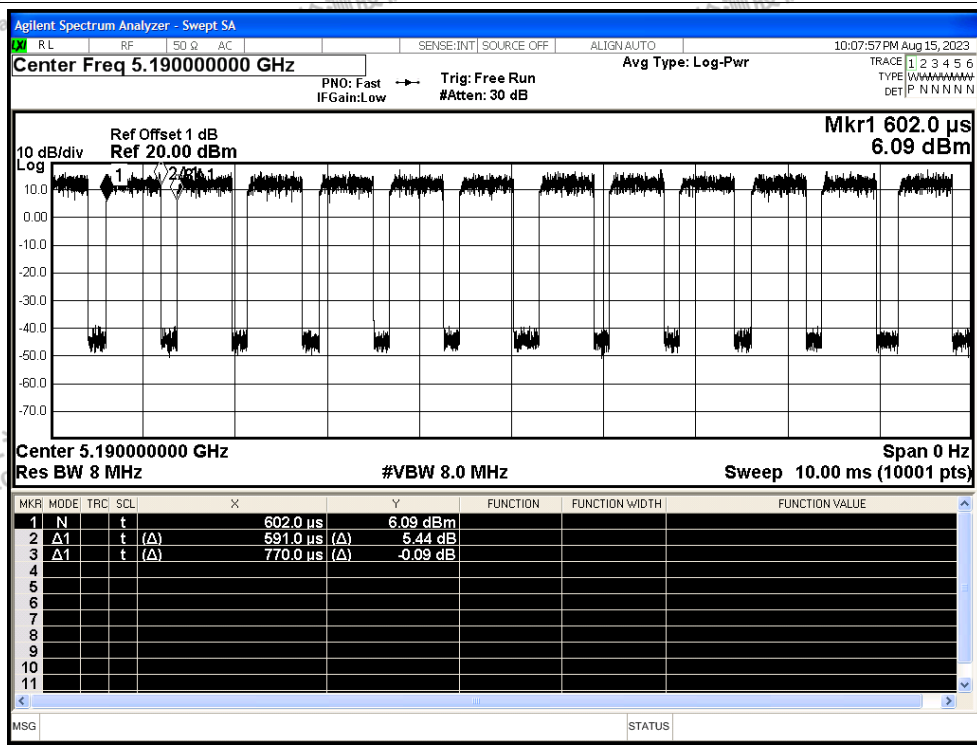 Agilent Spectrum Analyzer - Swept SA
LXI RL RF 50 Ω AC SENSE:INT SOURCE OFF ALIGN AUTO 10:07:57 PM Aug 15, 2023
Center Freq 5.190000000 GHz
PNO: Fast
IFGain:Low
Trig: Free Run
#Atten: 30 dB
Avg Type: Log-Pwr
TRACE 1 2 3 4 5 6
TYPE
DET P N N N N N
Mkr1 602.0 µs
6.09 dBm
Ref Offset 1 dB
10 dB/div Ref 20.00 dBm
Log
1
10.0
0.00
-10.0
-20.0
-30.0
-40.0
-50.0
-60.0
-70.0
Center 5.190000000 GHz Span 0 Hz
Res BW 8 MHz #VBW 8.0 MHz Sweep 10.00 ms (10001 pts)
MKR MODE TRC SCL X Y FUNCTION FUNCTION WIDTH FUNCTION VALUE
1 N t 602.0 µs 6.09 dBm
2 Δ1 t (Δ) 591.0 µs (Δ) 5.44 dB
3 Δ1 t (Δ) 770.0 µs (Δ) -0.09 dB
4
5
6
7
8
9
10
11
MSG STATUS